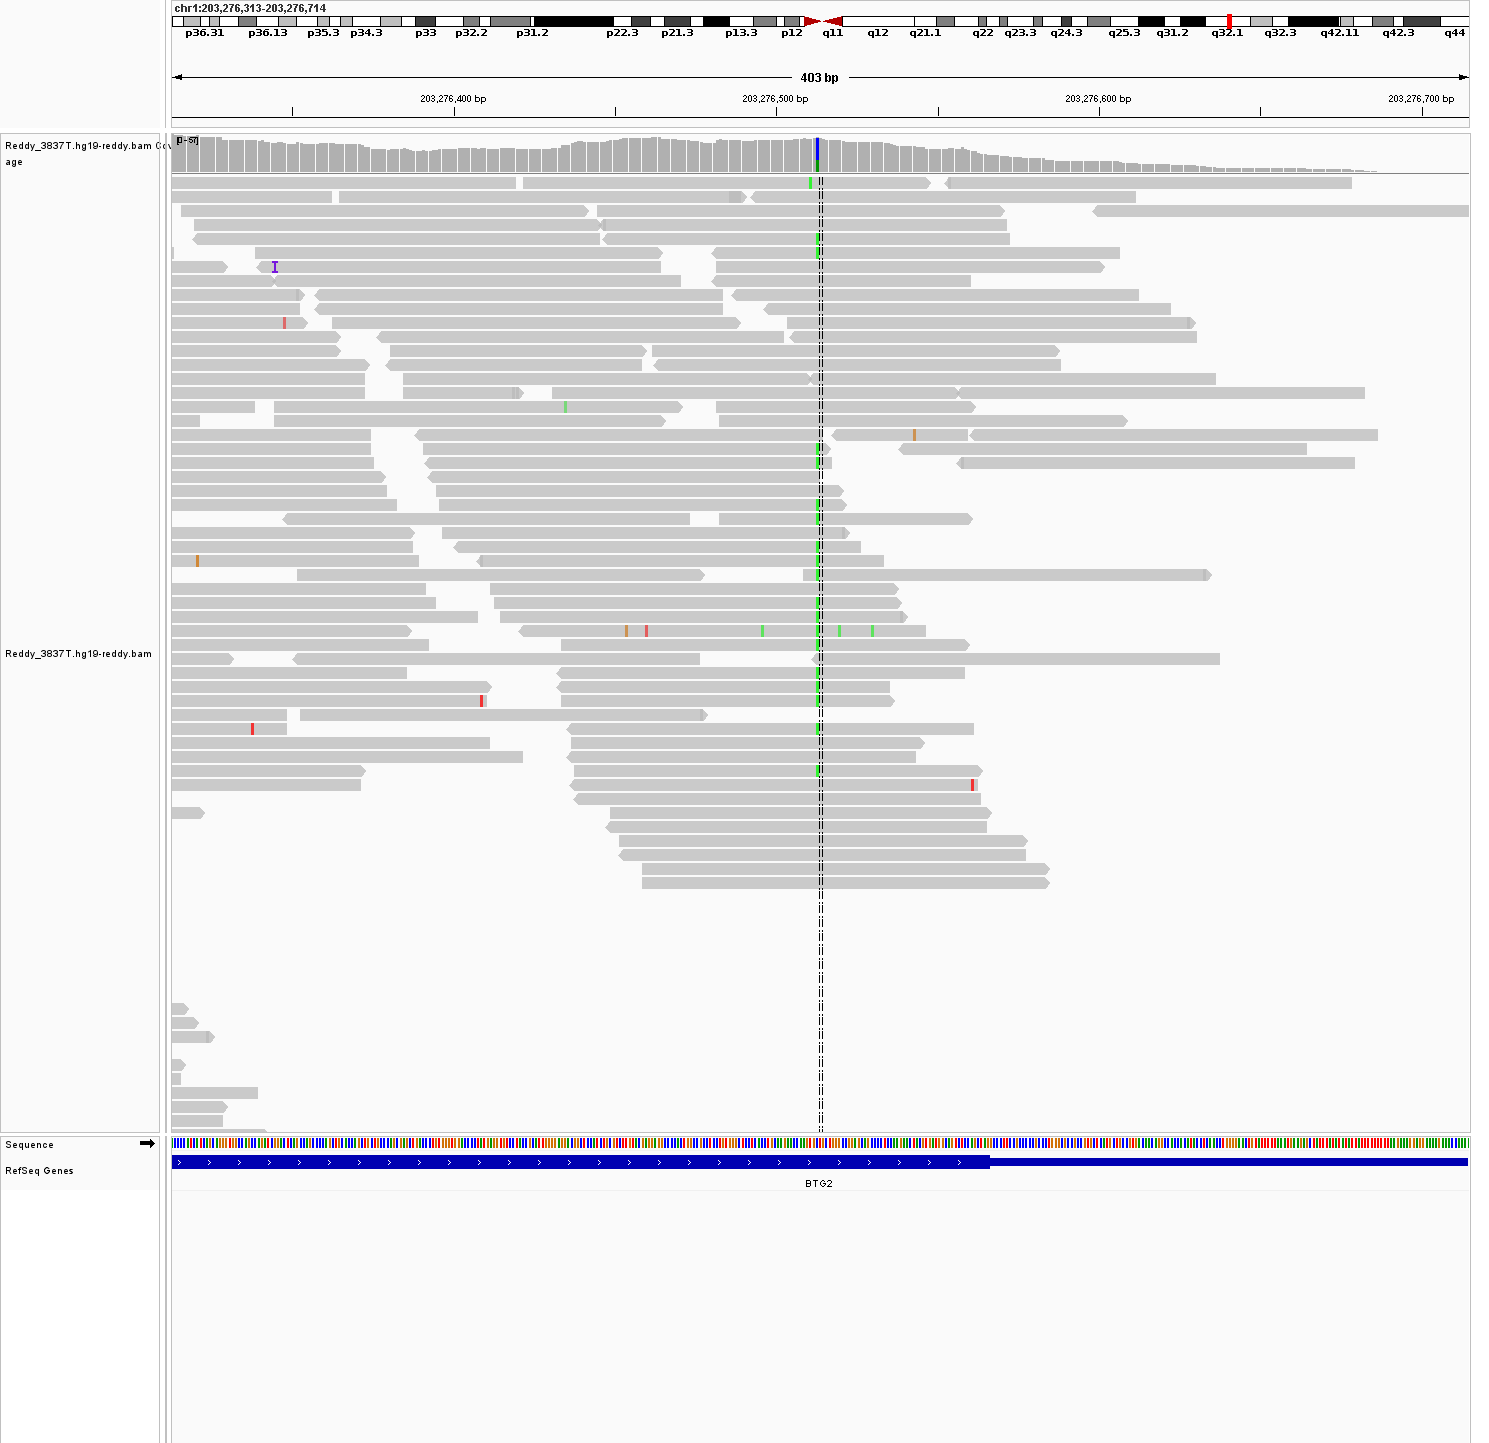 chr1:203,276,313-203,276,714
p36.31 p36.13 p35.3 p34.3 p33 p32.2 p31.2 p22.3 p21.3 p13.3 p12 q11 q12 q21.1 q22 q23.3 q24.3 q25.3 q31.2 q32.1 q32.3 q42.11 q42.3 q44
403 bp
203,276,400 bp 203,276,500 bp 203,276,600 bp 203,276,700 bp
Reddy_3837T.hg19-reddy.bam Cov
age
[0 - 57]
Reddy_3837T.hg19-reddy.bam
Sequence
RefSeq Genes
BTG2